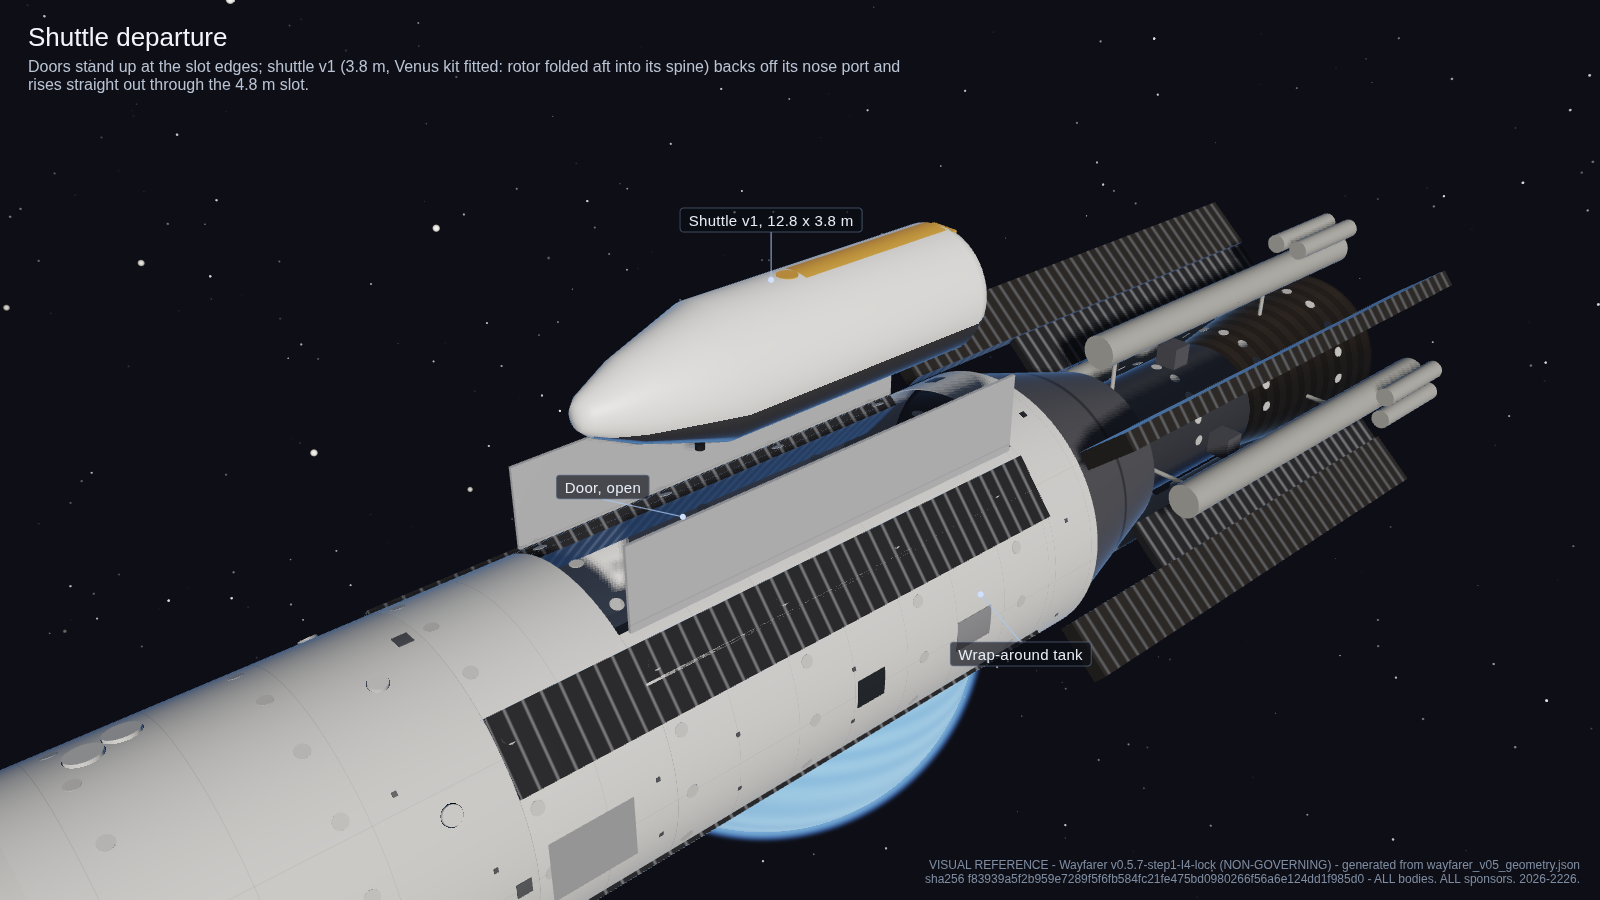 Shuttle departure
Doors stand up at the slot edges; shuttle v1 (3.8 m, Venus kit fitted: rotor folded aft into its spine) backs off its nose port and
rises straight out through the 4.8 m slot.
Shuttle v1, 12.8 x 3.8 m
Door, open
Wrap-around tank
VISUAL REFERENCE - Wayfarer v0.5.7-step1-I4-lock (NON-GOVERNING) - generated from wayfarer_v05_geometry.json
sha256 f83939a5f2b959e7289f5f6fb584fc21fe475bd0980266f56a6e124dd1f985d0 - ALL bodies. ALL sponsors. 2026-2226.